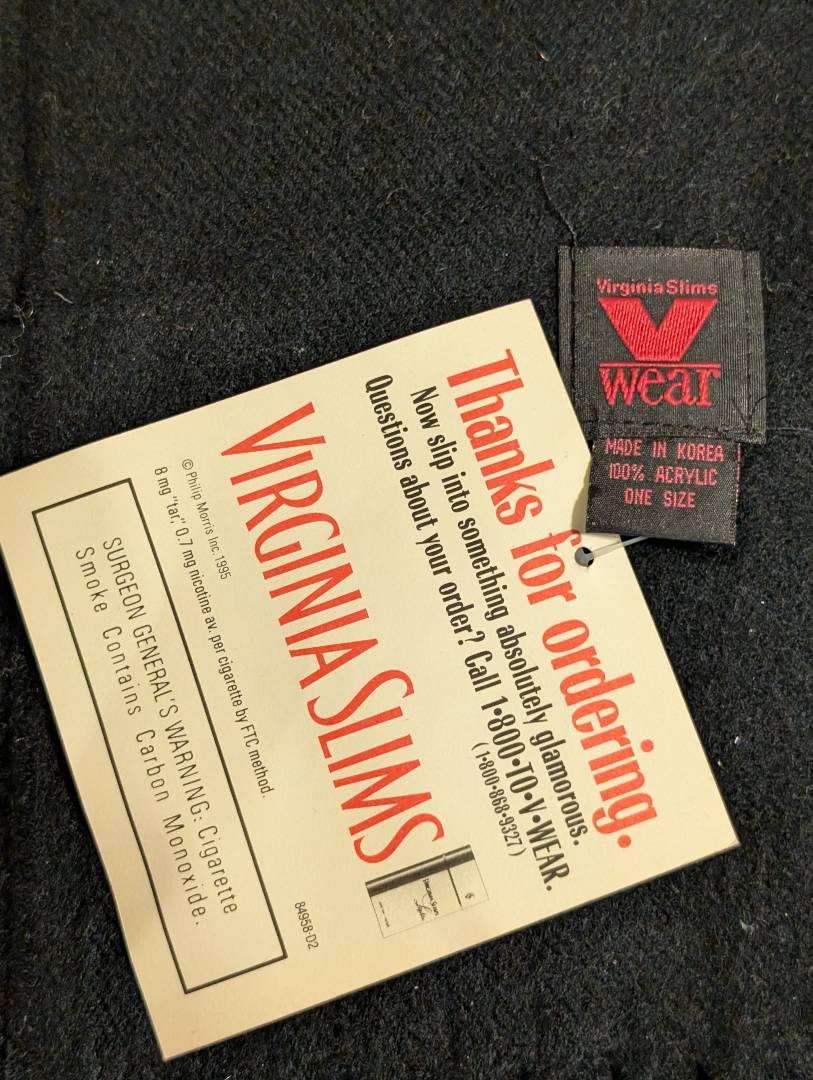 Virginia Slims
V
wear
MADE IN KOREA
100% ACRYLIC
ONE SIZE
Thanks for ordering.
Now slip into something absolutely glamorous.
Questions about your order? Call 1•800•TO•V•WEAR.
(1•800•868•9327)
VIRGINIA SLIMS
VIRGINIA SLIMS
© Philip Morris Inc. 1995
8 mg "tar," 0.7 mg nicotine av. per cigarette by FTC method.
84958-D2
SURGEON GENERAL'S WARNING: Cigarette
Smoke Contains Carbon Monoxide.